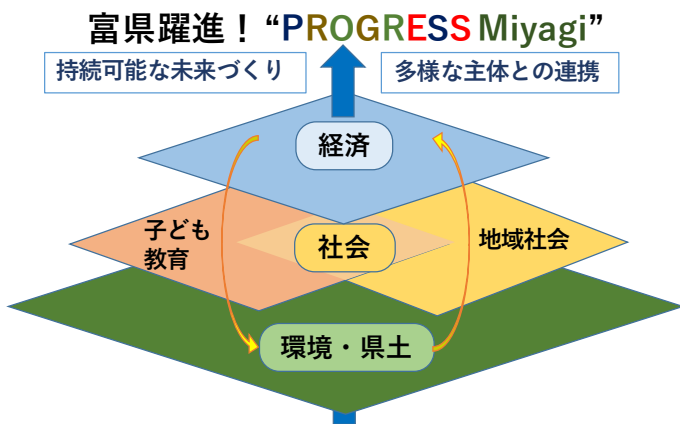 富県躍進！“PROGRESS Miyagi”
持続可能な未来づくり
多様な主体との連携
経済
子ども
教育
社会
地域社会
環境・県土